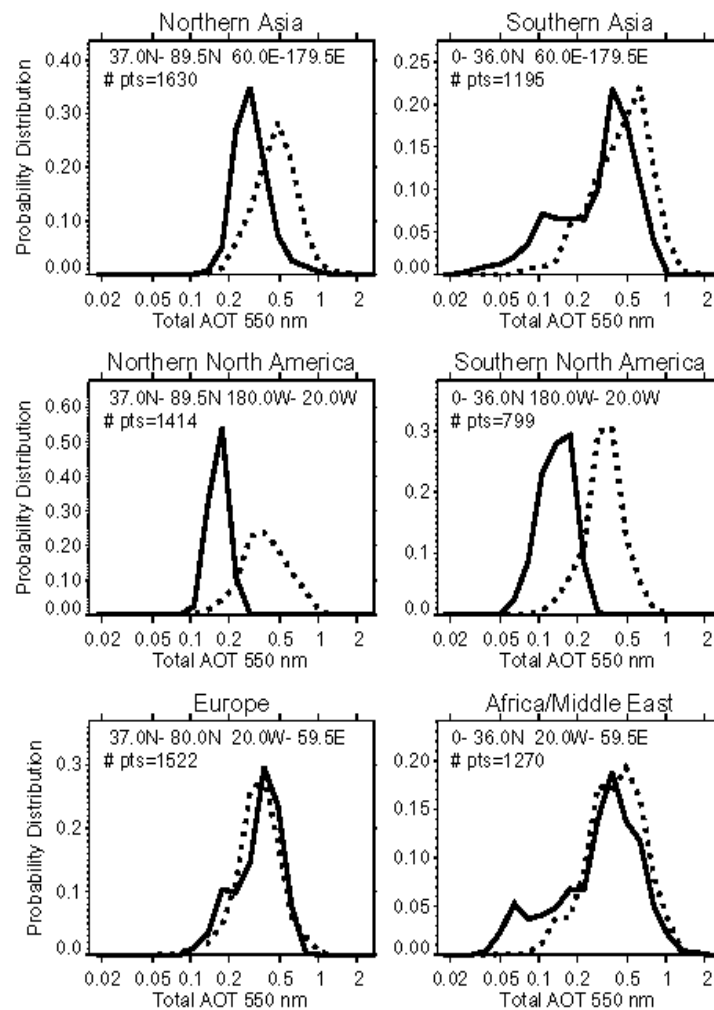 Northern Asia
37.0N- 89.5N 60.0E-179.5E
# pts=1630
Probability Distribution
0.40
0.30
0.20
0.10
0.00
0.02 0.05 0.1 0.2 0.5 1 2
Total AOT 550 nm
Southern Asia
0- 36.0N 60.0E-179.5E
# pts=1195
0.25
0.20
0.15
0.10
0.05
0.00
0.02 0.05 0.1 0.2 0.5 1 2
Total AOT 550 nm
Northern North America
37.0N- 89.5N 180.0W- 20.0W
# pts=1414
Probability Distribution
0.60
0.50
0.40
0.30
0.20
0.10
0.00
0.02 0.05 0.1 0.2 0.5 1 2
Total AOT 550 nm
Southern North America
0- 36.0N 180.0W- 20.0W
# pts=799
0.3
0.2
0.1
0.0
0.02 0.05 0.1 0.2 0.5 1 2
Total AOT 550 nm
Europe
37.0N- 80.0N 20.0W- 59.5E
# pts=1522
Probability Distribution
0.3
0.2
0.1
0.0
0.02 0.05 0.1 0.2 0.5 1 2
Total AOT 550 nm
Africa/Middle East
0- 36.0N 20.0W- 59.5E
# pts=1270
0.20
0.15
0.10
0.05
0.00
0.02 0.05 0.1 0.2 0.5 1 2
Total AOT 550 nm